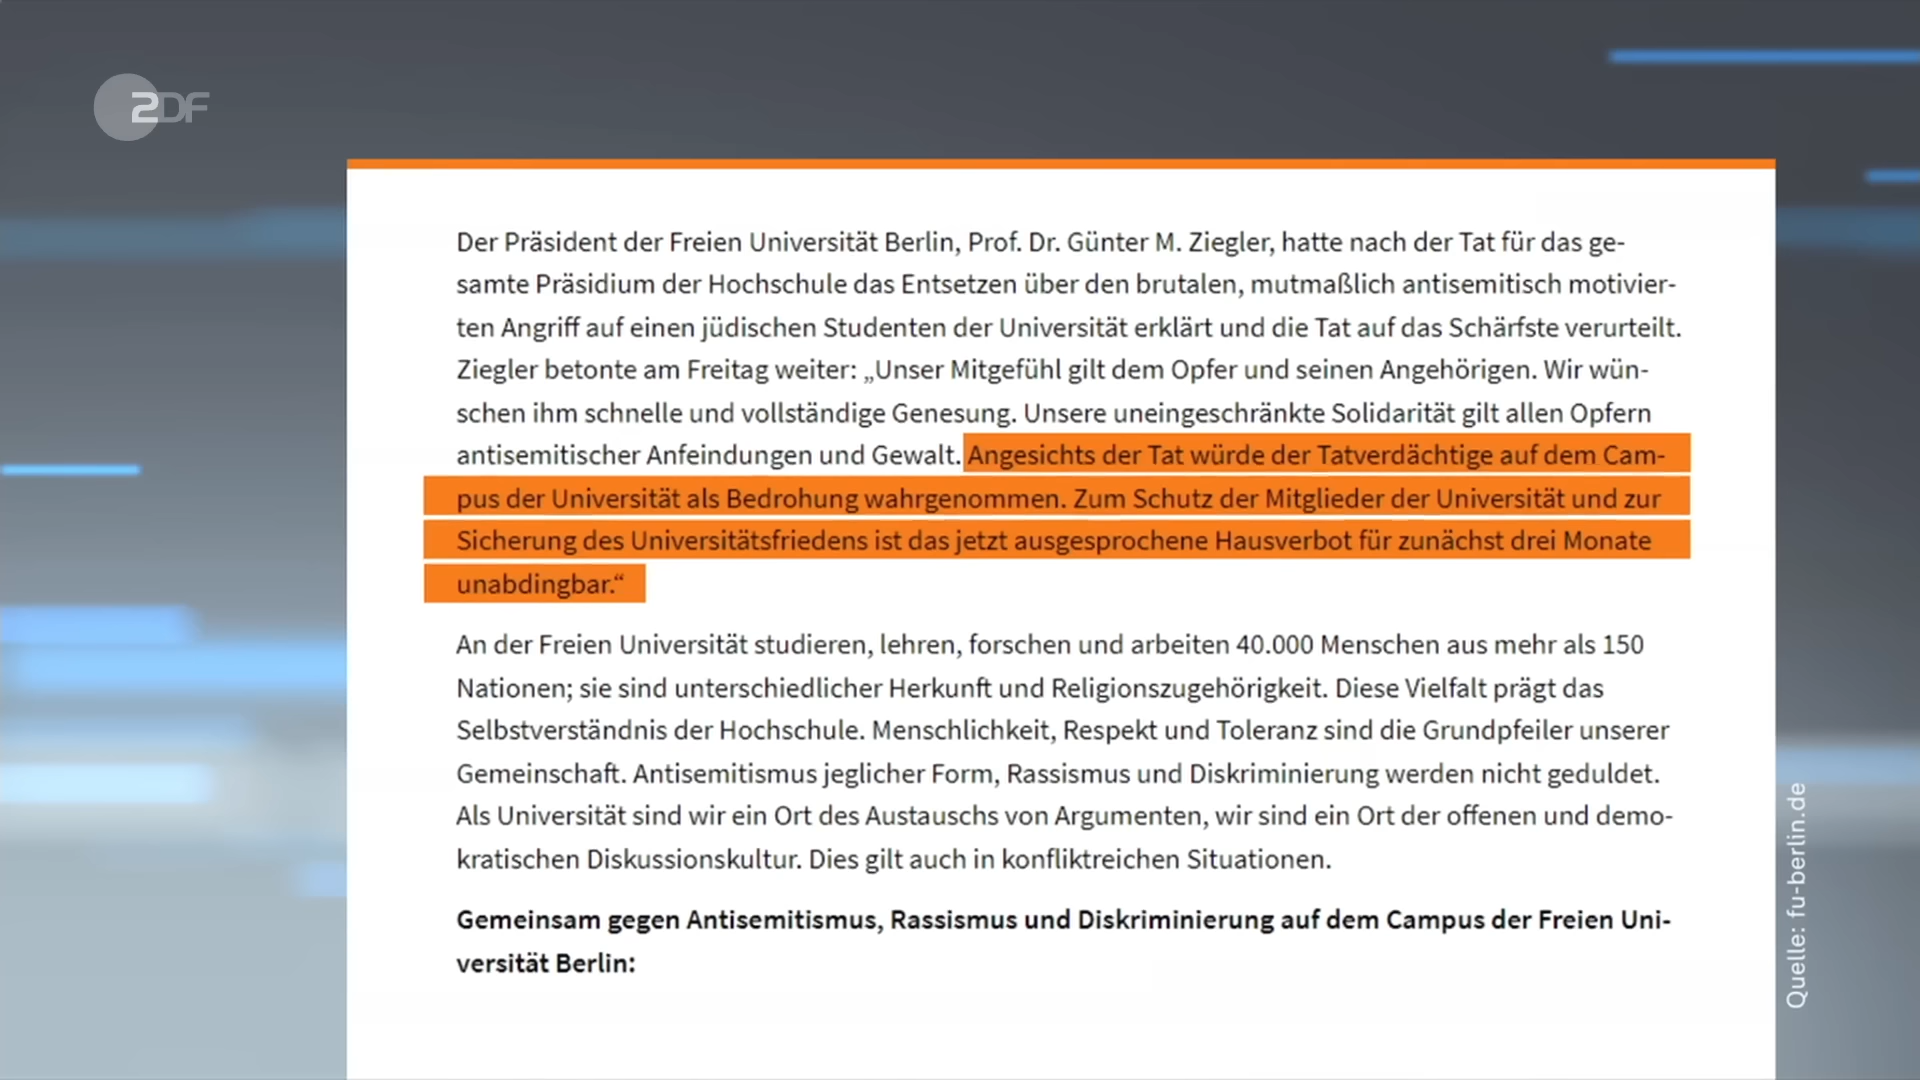 ZDF
Der Präsident der Freien Universität Berlin, Prof. Dr. Günter M. Ziegler, hatte nach der Tat für das ge-
samte Präsidium der Hochschule das Entsetzen über den brutalen, mutmaßlich antisemitisch motivier-
ten Angriff auf einen jüdischen Studenten der Universität erklärt und die Tat auf das Schärfste verurteilt.
Ziegler betonte am Freitag weiter: „Unser Mitgefühl gilt dem Opfer und seinen Angehörigen. Wir wün-
schen ihm schnelle und vollständige Genesung. Unsere uneingeschränkte Solidarität gilt allen Opfern
antisemitischer Anfeindungen und Gewalt. Angesichts der Tat würde der Tatverdächtige auf dem Cam-
pus der Universität als Bedrohung wahrgenommen. Zum Schutz der Mitglieder der Universität und zur
Sicherung des Universitätsfriedens ist das jetzt ausgesprochene Hausverbot für zunächst drei Monate
unabdingbar.“
An der Freien Universität studieren, lehren, forschen und arbeiten 40.000 Menschen aus mehr als 150
Nationen; sie sind unterschiedlicher Herkunft und Religionszugehörigkeit. Diese Vielfalt prägt das
Selbstverständnis der Hochschule. Menschlichkeit, Respekt und Toleranz sind die Grundpfeiler unserer
Gemeinschaft. Antisemitismus jeglicher Form, Rassismus und Diskriminierung werden nicht geduldet.
Als Universität sind wir ein Ort des Austauschs von Argumenten, wir sind ein Ort der offenen und demo-
kratischen Diskussionskultur. Dies gilt auch in konfliktreichen Situationen.
Gemeinsam gegen Antisemitismus, Rassismus und Diskriminierung auf dem Campus der Freien Uni-
versität Berlin:
Quelle: fu-berlin.de